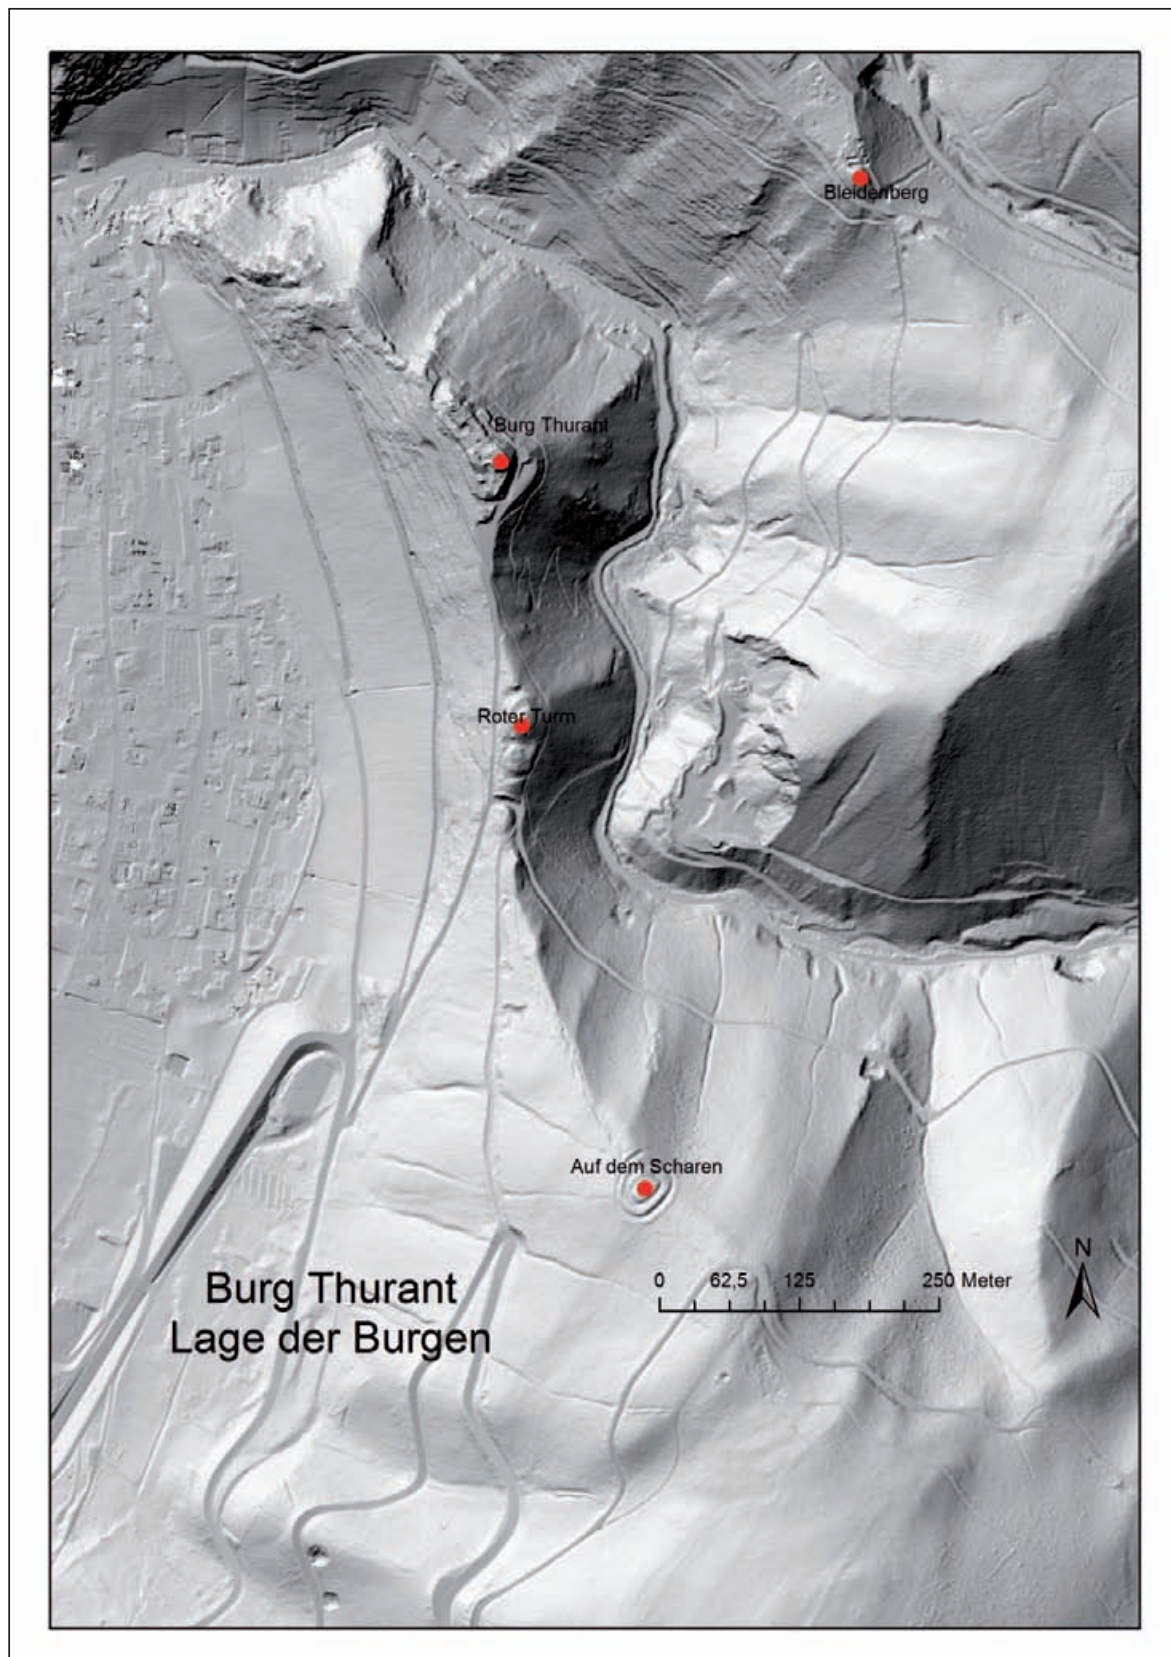 Bleidenberg
Burg Thurant
Roter Turm
Auf dem Scharen
0 62,5 125 250 Meter
N
Burg Thurant
Lage der Burgen